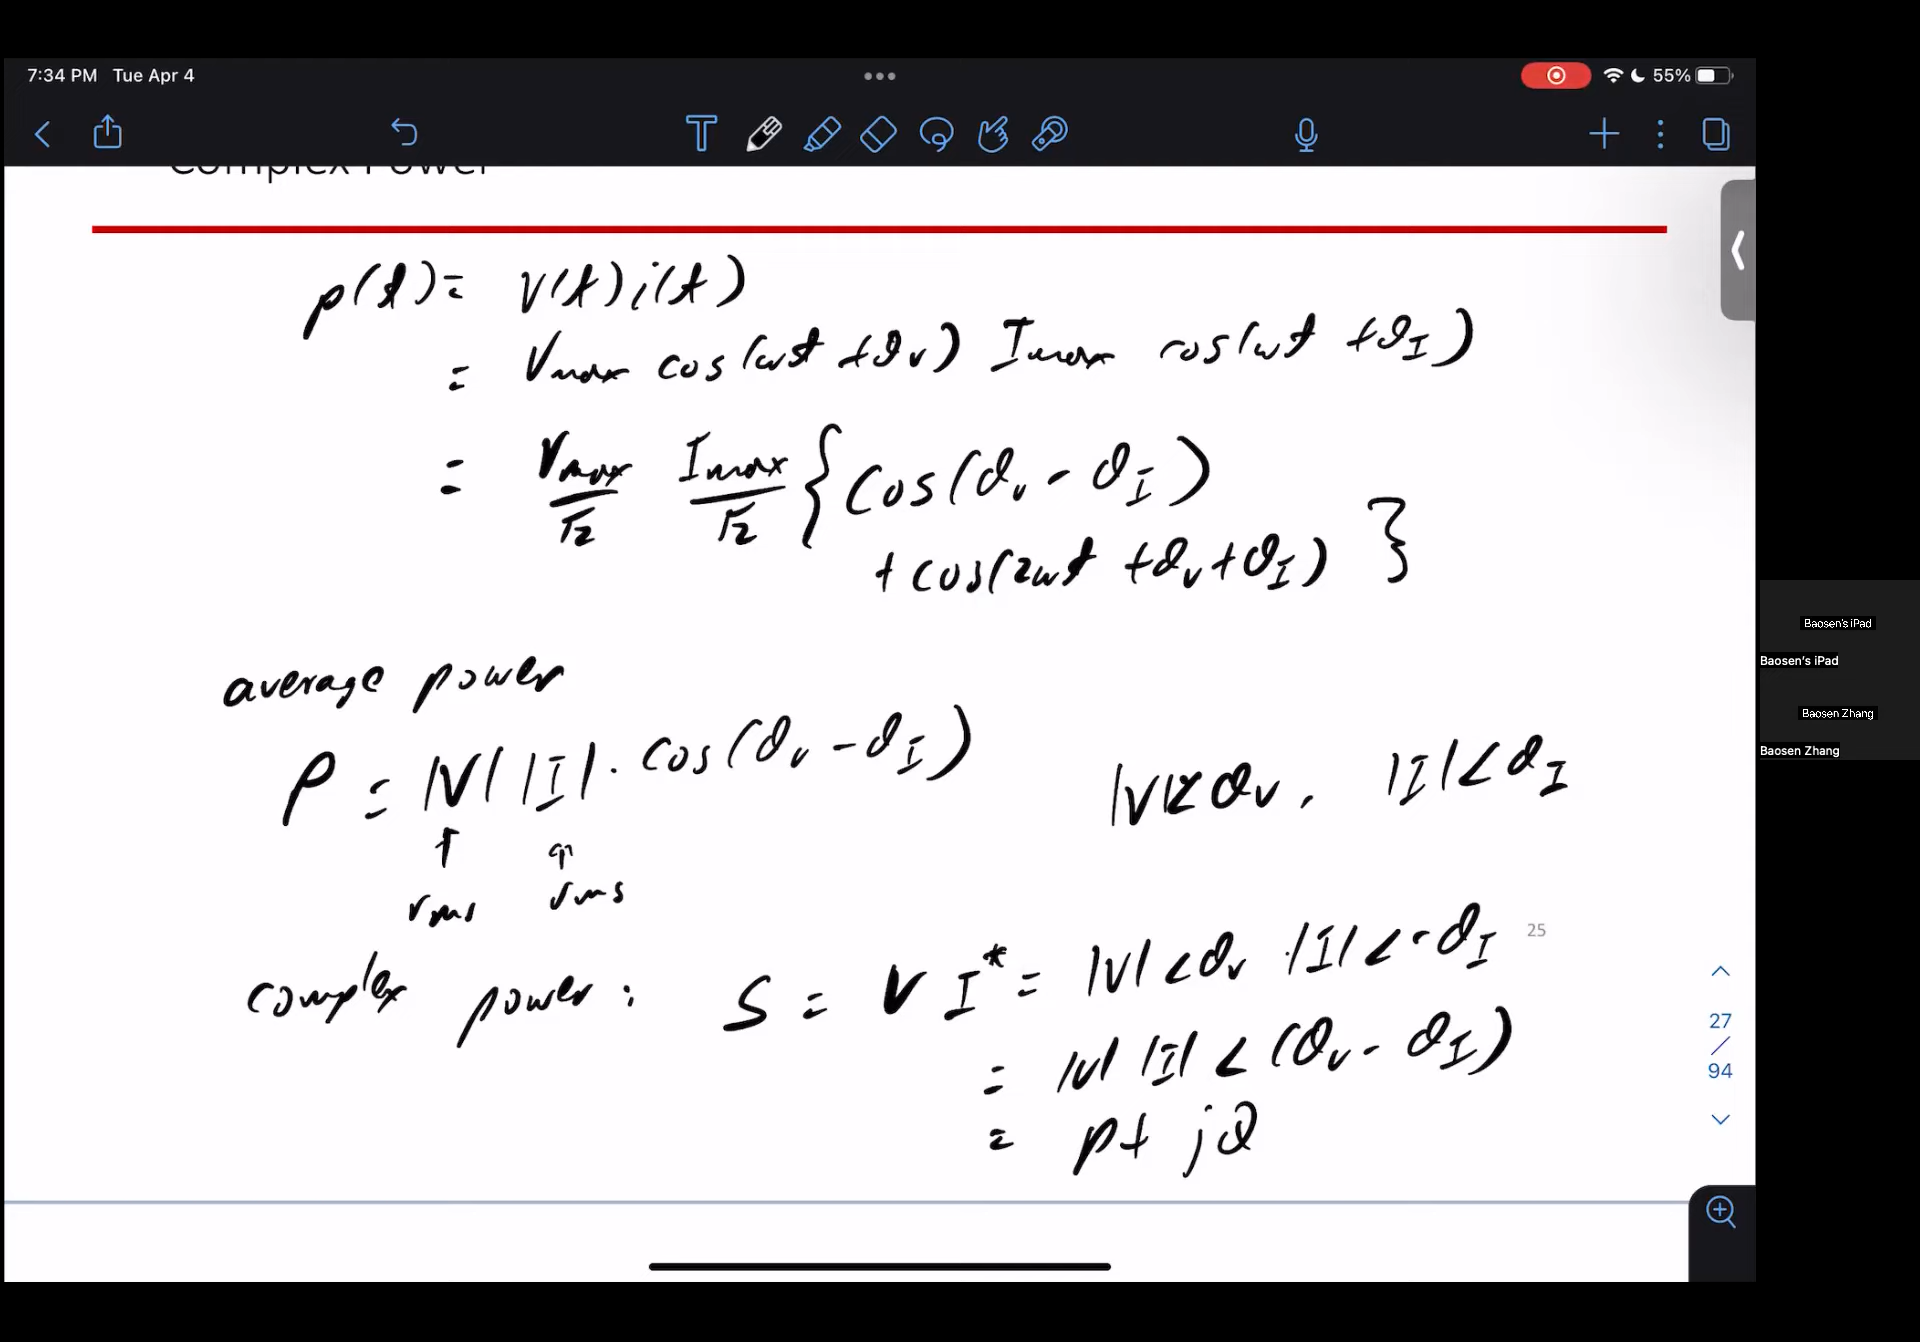 7:34 PM Tue Apr 4
55%
Complex Power
p(t) = v(t) i(t)
= Vmax cos(ωt + θv) Imax cos(ωt + θI)
= Vmax/√2 Imax/√2 { cos(θv - θI)
+ cos(2ωt + θv + θI) }
average power
P = |V| |I| · cos(θv - θI)
|V|∠θv, |I|∠θI
rms rms
complex power: S = V I* = |V|∠θv · |I|∠-θI
= |V| |I| ∠(θv - θI)
= P + jQ
25
27
/
94
Baosen's iPad
Baosen's iPad
Baosen Zhang
Baosen Zhang